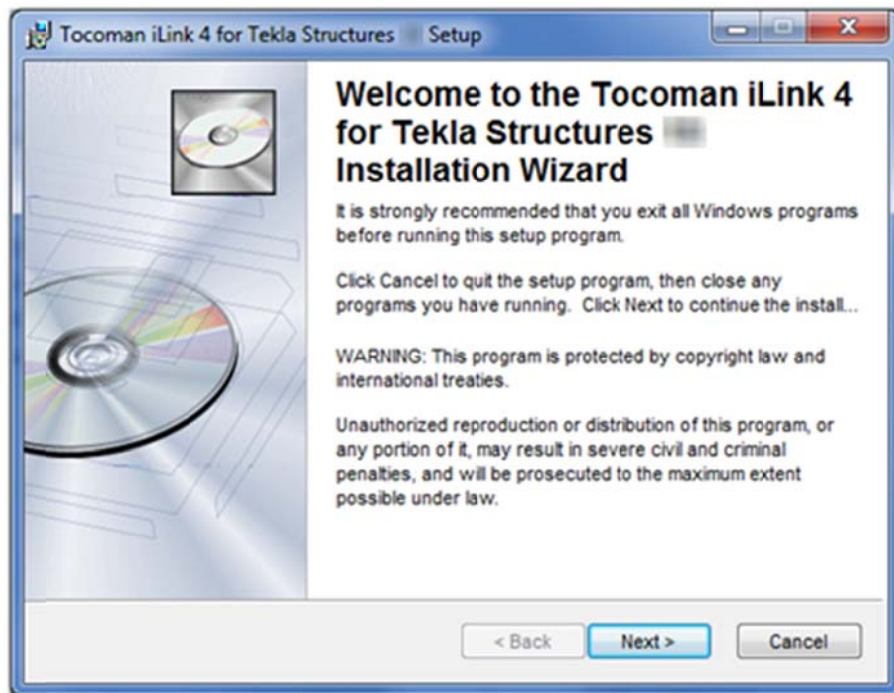 Tocoman iLink 4 for Tekla Structures Setup
Welcome to the Tocoman iLink 4
for Tekla Structures
Installation Wizard
It is strongly recommended that you exit all Windows programs
before running this setup program.
Click Cancel to quit the setup program, then close any
programs you have running. Click Next to continue the install...
WARNING: This program is protected by copyright law and
international treaties.
Unauthorized reproduction or distribution of this program, or
any portion of it, may result in severe civil and criminal
penalties, and will be prosecuted to the maximum extent
possible under law.
< Back Next > Cancel